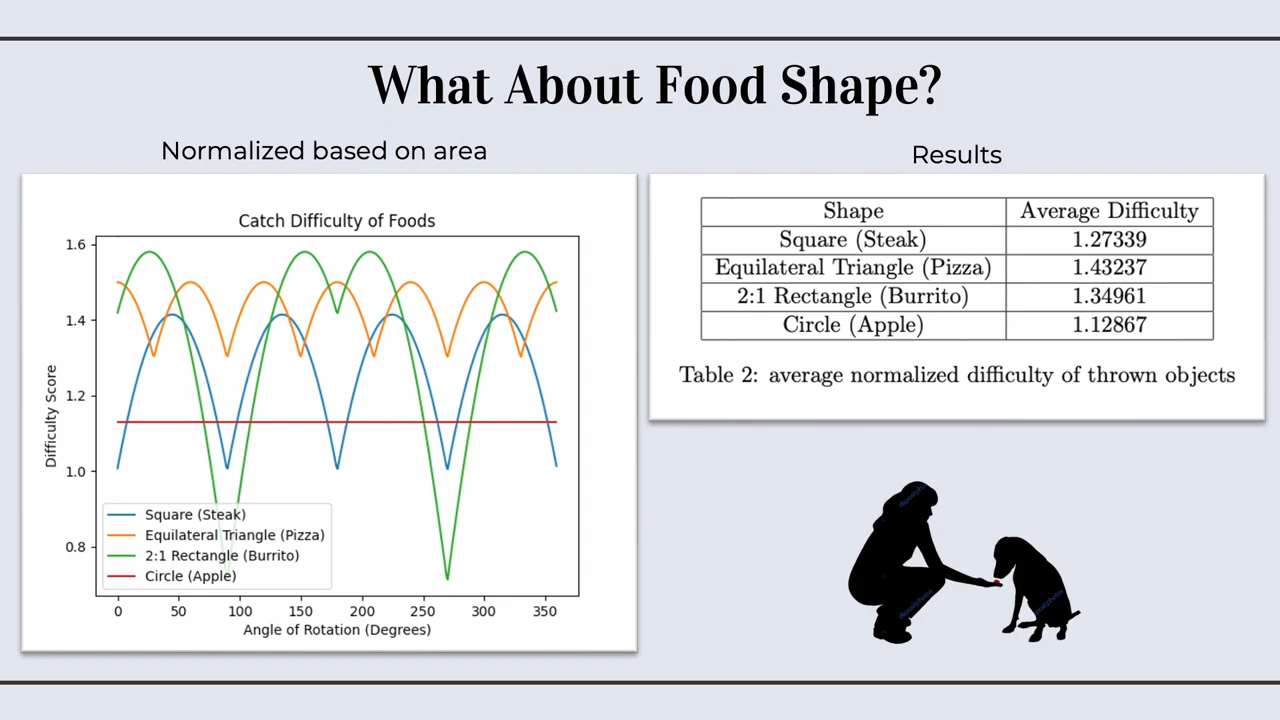 What About Food Shape?
Normalized based on area
Catch Difficulty of Foods
Difficulty Score
1.6
1.4
1.2
1.0
0.8
Square (Steak)
Equilateral Triangle (Pizza)
2:1 Rectangle (Burrito)
Circle (Apple)
0 50 100 150 200 250 300 350
Angle of Rotation (Degrees)
Results
Shape Average Difficulty
Square (Steak) 1.27339
Equilateral Triangle (Pizza) 1.43237
2:1 Rectangle (Burrito) 1.34961
Circle (Apple) 1.12867
Table 2: average normalized difficulty of thrown objects